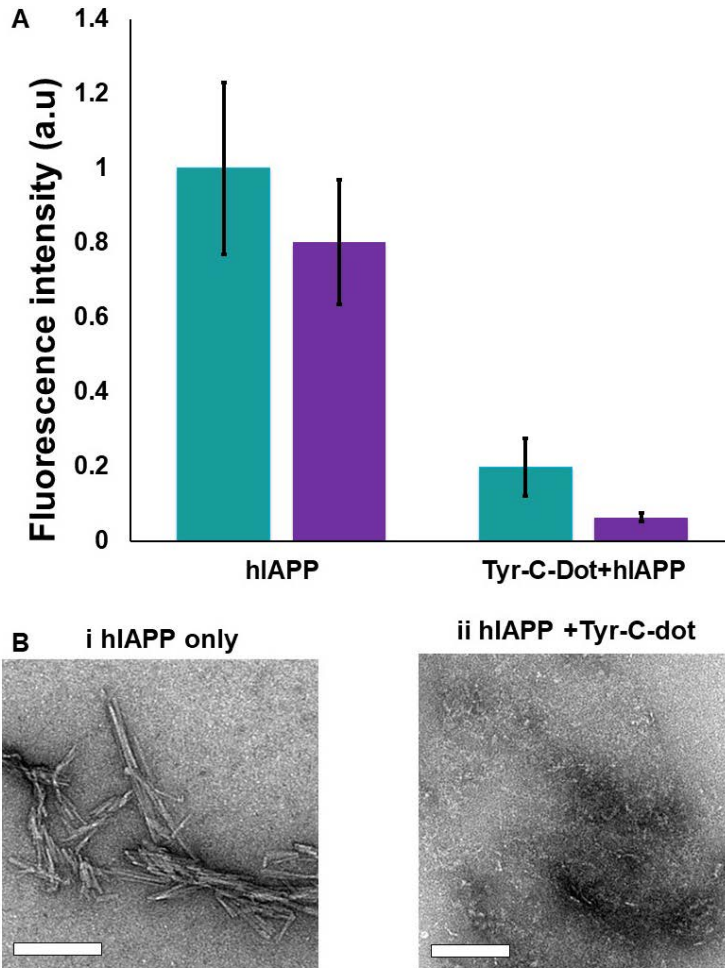 A
Fluorescence intensity (a.u)
1.4
1.2
1
0.8
0.6
0.4
0.2
0
hIAPP
Tyr-C-Dot+hIAPP
B
i hIAPP only
ii hIAPP +Tyr-C-dot